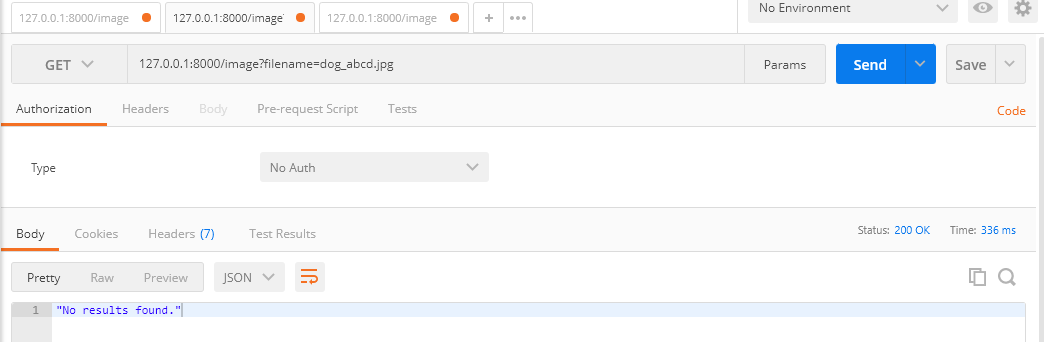 127.0.0.1:8000/image 127.0.0.1:8000/image' 127.0.0.1:8000/image + ••• No Environment
GET 127.0.0.1:8000/image?filename=dog_abcd.jpg Params Send Save
Authorization Headers Body Pre-request Script Tests Code
Type No Auth
Body Cookies Headers (7) Test Results Status: 200 OK Time: 336 ms
Pretty Raw Preview JSON
1 "No results found."